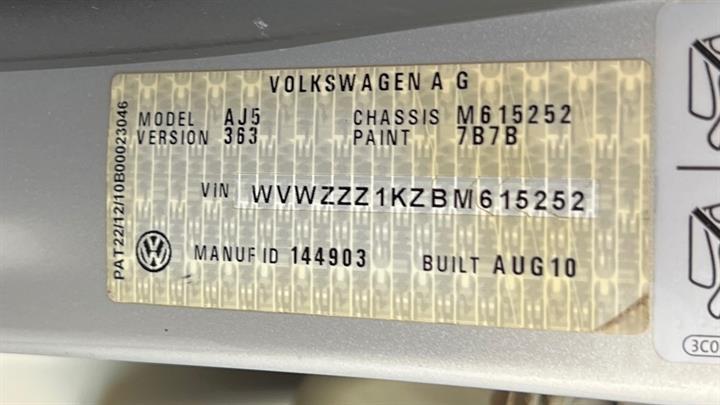 VOLKSWAGEN A G
MODEL AJ5 CHASSIS M615252
VERSION 363 PAINT 7B7B
VIN WVWZZZ1KZBM615252
MANUF ID 144903 BUILT AUG10
PAT22/12/10B00023046
3C0